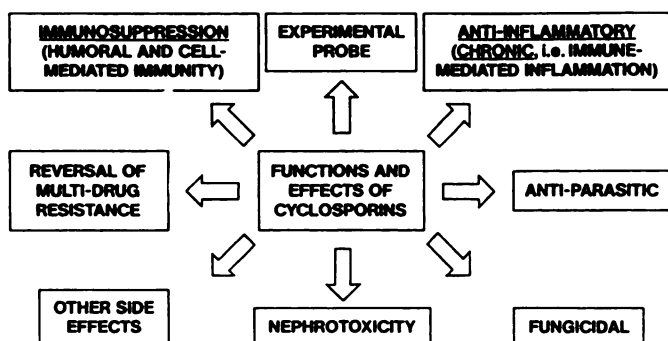 IMMUNOSUPPRESSION
(HUMORAL AND CELL-
MEDIATED IMMUNITY)
EXPERIMENTAL
PROBE
ANTI-INFLAMMATORY
(CHRONIC, i.e IMMUNE-
MEDIATED INFLAMMATION)
REVERSAL OF
MULTI-DRUG
RESISTANCE
FUNCTIONS AND
EFFECTS OF
CYCLOSPORINS
ANTI-PARASITIC
OTHER SIDE
EFFECTS
NEPHROTOXICITY
FUNGICIDAL